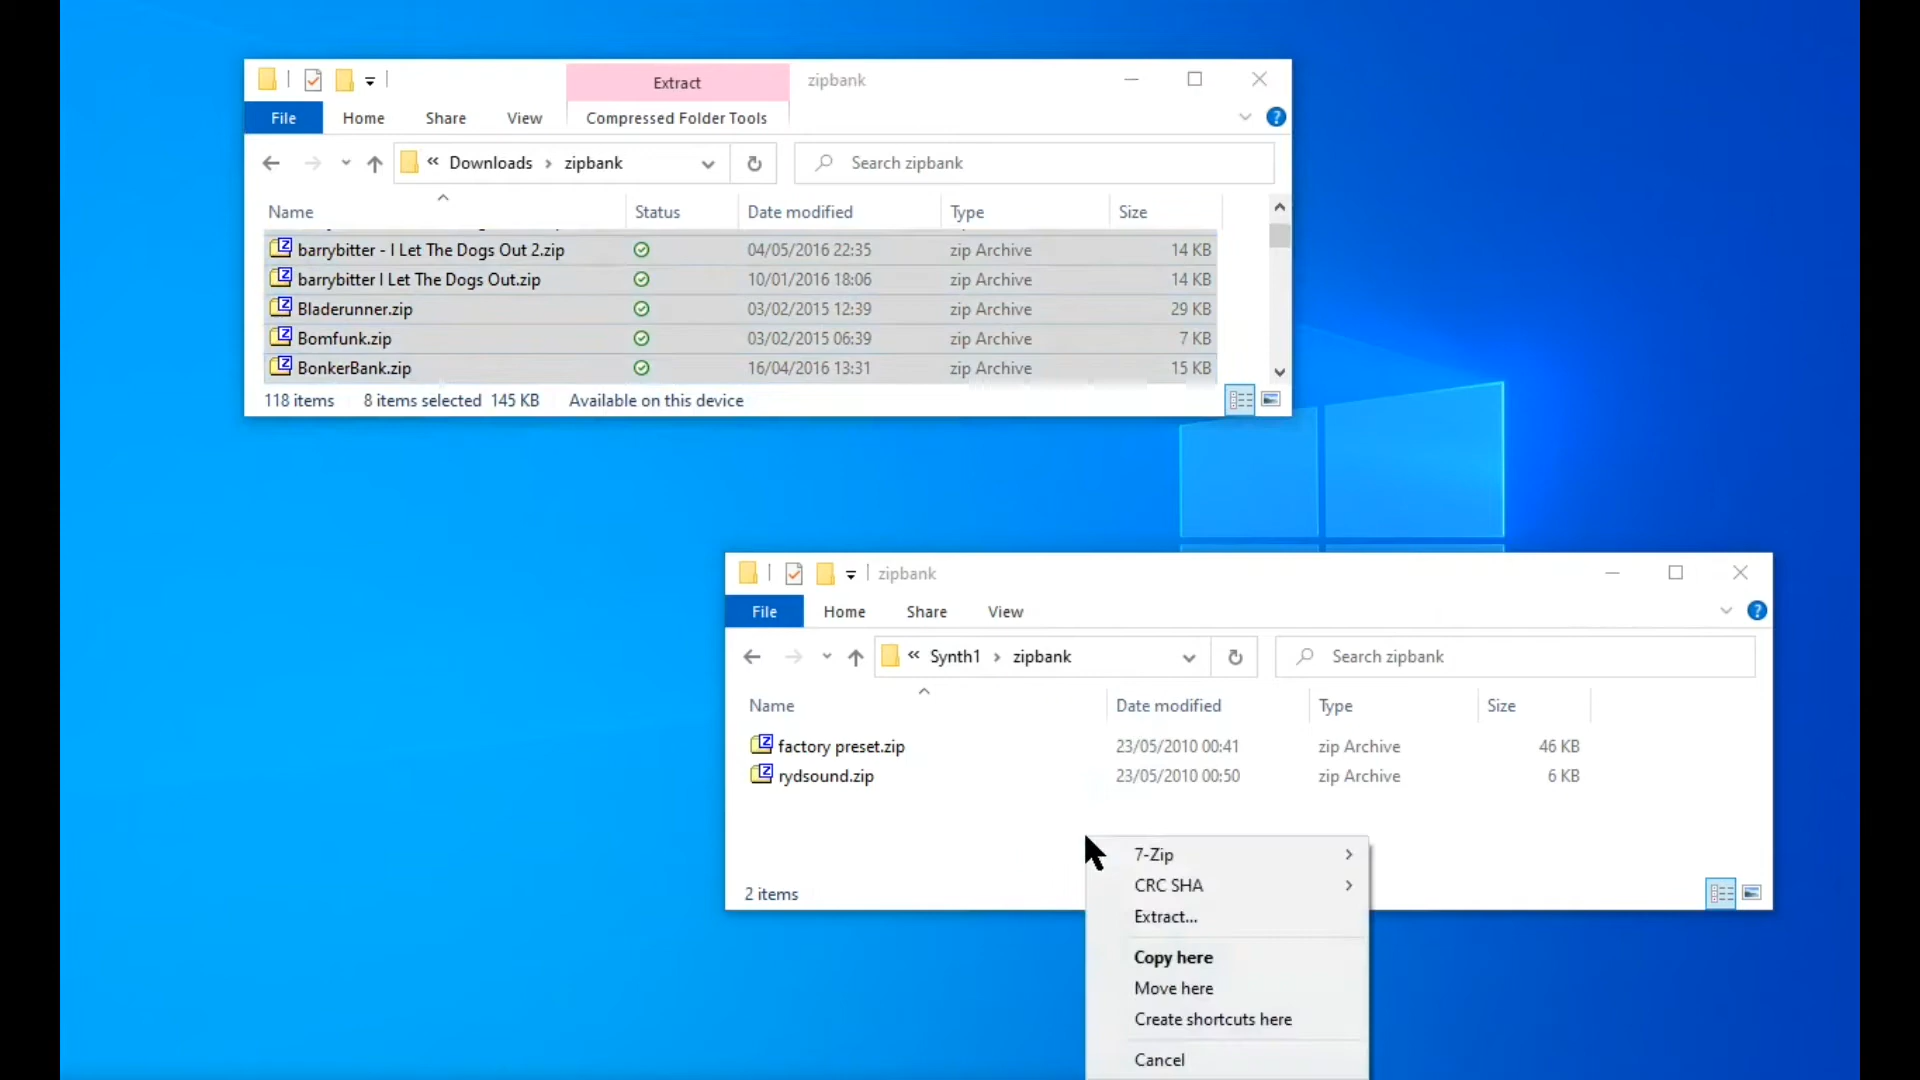 Extract
zipbank
File Home Share View Compressed Folder Tools
?
« Downloads › zipbank
Search zipbank
Name Status Date modified Type Size
barrybitter - I Let The Dogs Out 2.zip 04/05/2016 22:35 zip Archive 14 KB
barrybitter I Let The Dogs Out.zip 10/01/2016 18:06 zip Archive 14 KB
Bladerunner.zip 03/02/2015 12:39 zip Archive 29 KB
Bomfunk.zip 03/02/2015 06:39 zip Archive 7 KB
BonkerBank.zip 16/04/2016 13:31 zip Archive 15 KB
118 items 8 items selected 145 KB Available on this device
zipbank
File Home Share View
?
« Synth1 › zipbank
Search zipbank
Name Date modified Type Size
factory preset.zip 23/05/2010 00:41 zip Archive 46 KB
rydsound.zip 23/05/2010 00:50 zip Archive 6 KB
2 items
7-Zip
CRC SHA
Extract...
Copy here
Move here
Create shortcuts here
Cancel